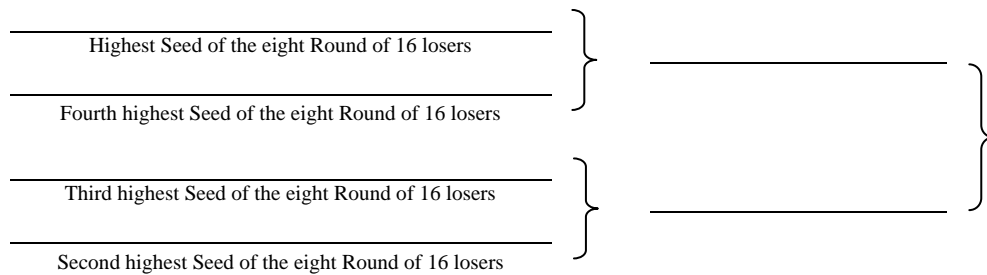 Highest Seed of the eight Round of 16 losers
Fourth highest Seed of the eight Round of 16 losers
Third highest Seed of the eight Round of 16 losers
Second highest Seed of the eight Round of 16 losers